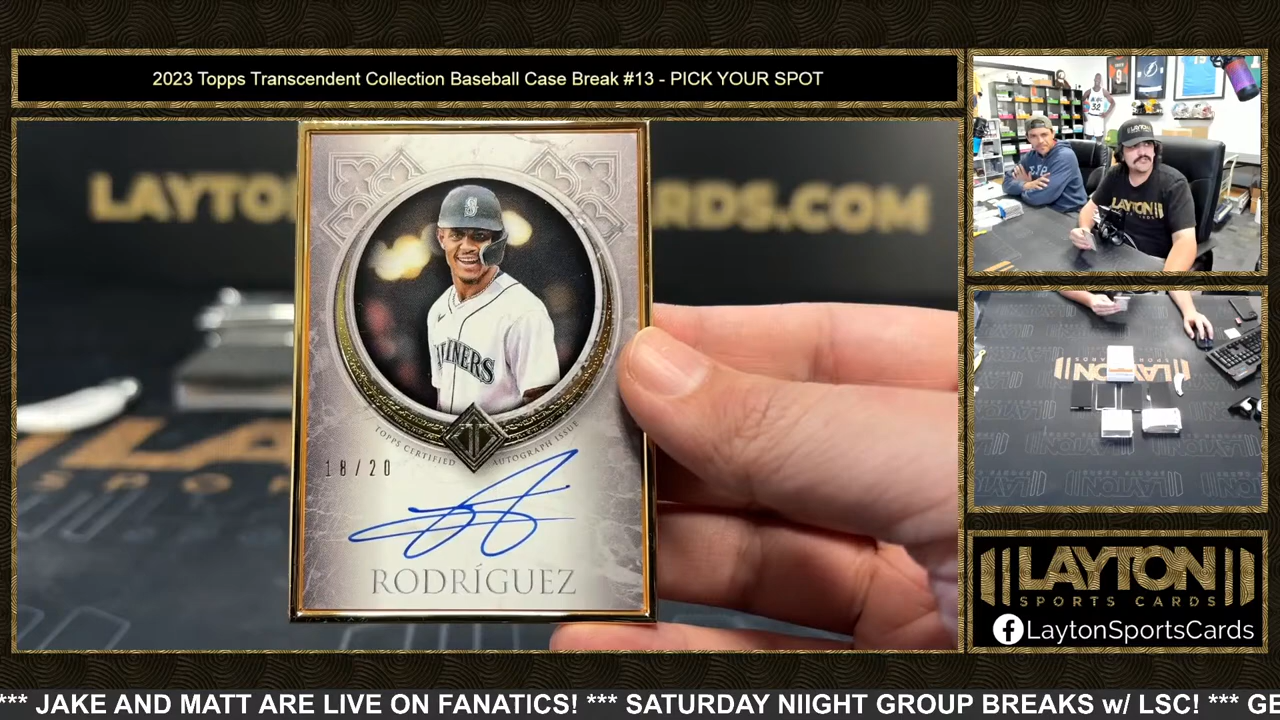 2023 Topps Transcendent Collection Baseball Case Break #13 - PICK YOUR SPOT
LAYTO
RDS.COM
S
MARINERS
TOPPS CERTIFIED AUTOGRAPH ISSUE
18/20
RODRÍGUEZ
LAYTON
LAYTON
SPORTS CARDS
LaytonSportsCards
*** JAKE AND MATT ARE LIVE ON FANATICS! *** SATURDAY NIIGHT GROUP BREAKS w/ LSC! *** GE